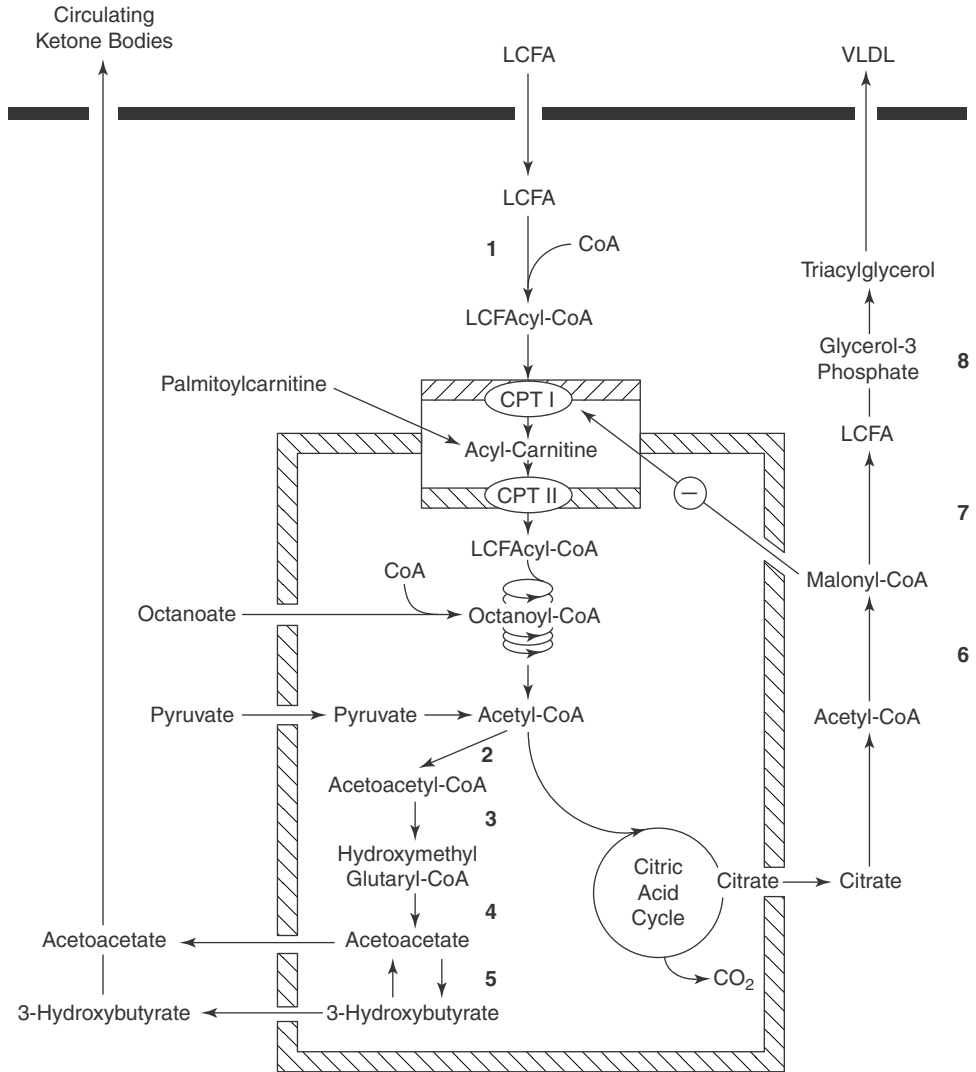 Circulating
Ketone Bodies
LCFA
VLDL
LCFA
1
CoA
LCFAcyl-CoA
Triacylglycerol
Glycerol-3
Phosphate
8
Palmitoylcarnitine
CPT I
Acyl-Carnitine
LCFA
CPT II
−
7
LCFAcyl-CoA
CoA
Malonyl-CoA
Octanoate
Octanoyl-CoA
6
Pyruvate
Pyruvate
Acetyl-CoA
Acetyl-CoA
2
Acetoacetyl-CoA
3
Hydroxymethyl
Glutaryl-CoA
Citric
Acid
Cycle
Citrate
Citrate
4
Acetoacetate
Acetoacetate
5
CO2
3-Hydroxybutyrate
3-Hydroxybutyrate